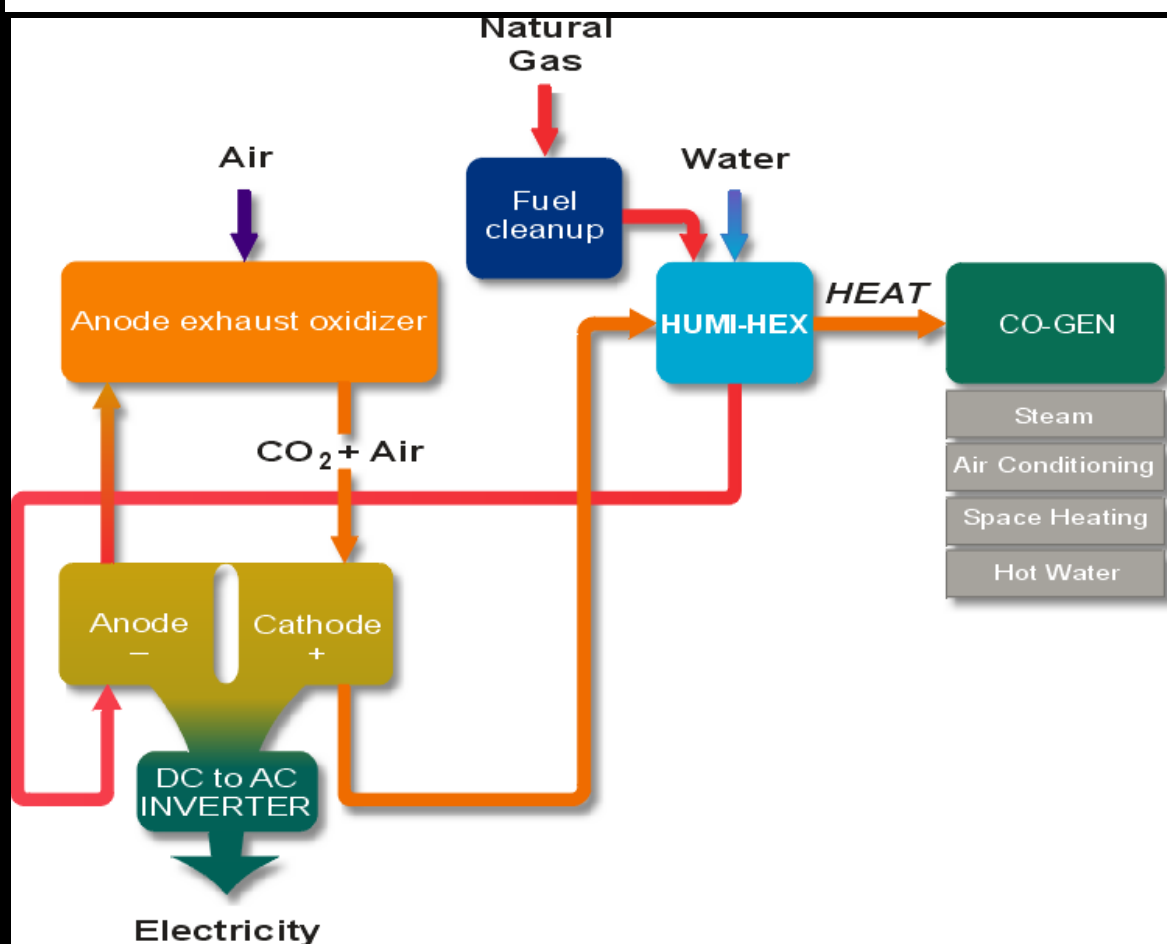 Natural
Gas
Air
Water
Fuel
cleanup
HEAT
Anode exhaust oxidizer
HUMI-HEX
CO-GEN
Steam
CO₂ + Air
Air Conditioning
Space Heating
Hot Water
Anode
–
Cathode
+
DC to AC
INVERTER
Electricity